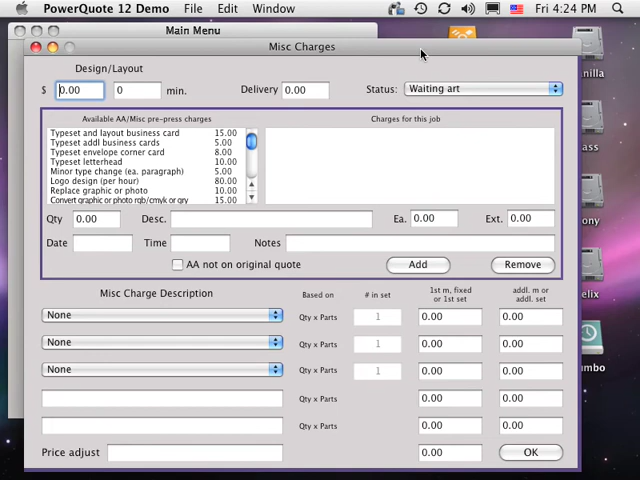 PowerQuote 12 Demo File Edit Window Fri 4:24 PM
Main Menu
Misc Charges
Design/Layout
$ 0.00 0 min. Delivery 0.00 Status: Waiting art
Available AA/Misc pre-press charges Charges for this job
Typeset and layout business card 15.00
Typeset addl business cards 5.00
Typeset envelope corner card 8.00
Typeset letterhead 10.00
Minor type change (ea. paragraph) 5.00
Logo design (per hour) 80.00
Replace graphic or photo 10.00
Convert graphic or photo rgb/cmyk or gry 15.00
Qty 0.00 Desc. Ea. 0.00 Ext. 0.00
Date Time Notes
AA not on original quote Add Remove
Misc Charge Description Based on # in set 1st m, fixed or 1st set addl. m or addl. set
None Qty x Parts 1 0.00 0.00
None Qty x Parts 1 0.00 0.00
None Qty x Parts 1 0.00 0.00
Qty x Parts 0.00 0.00
Qty x Parts 0.00 0.00
Price adjust 0.00 OK